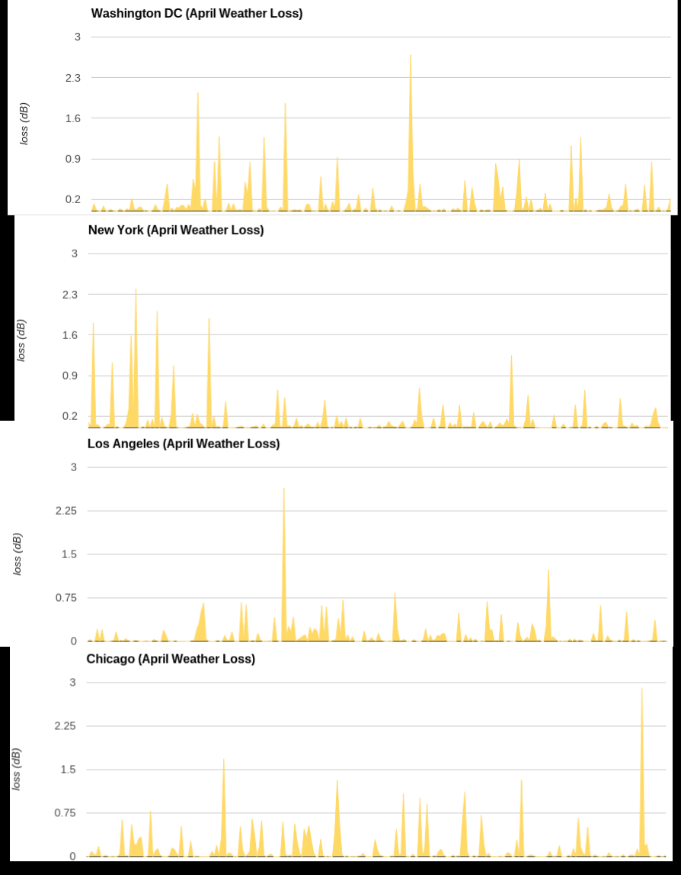 Washington DC (April Weather Loss)
3
2.3
1.6
0.9
0.2
loss (dB)
New York (April Weather Loss)
3
2.3
1.6
0.9
0.2
loss (dB)
Los Angeles (April Weather Loss)
3
2.25
1.5
0.75
0
loss (dB)
Chicago (April Weather Loss)
3
2.25
1.5
0.75
0
loss (dB)